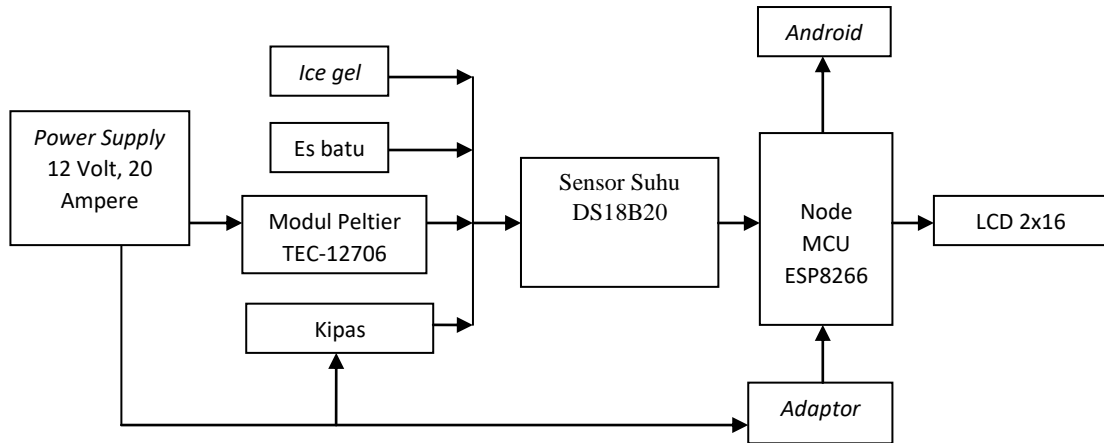 Android
Ice gel
Power Supply
12 Volt, 20
Ampere
Es batu
Sensor Suhu
DS18B20
Modul Peltier
TEC-12706
Node
MCU
ESP8266
LCD 2x16
Kipas
Adaptor